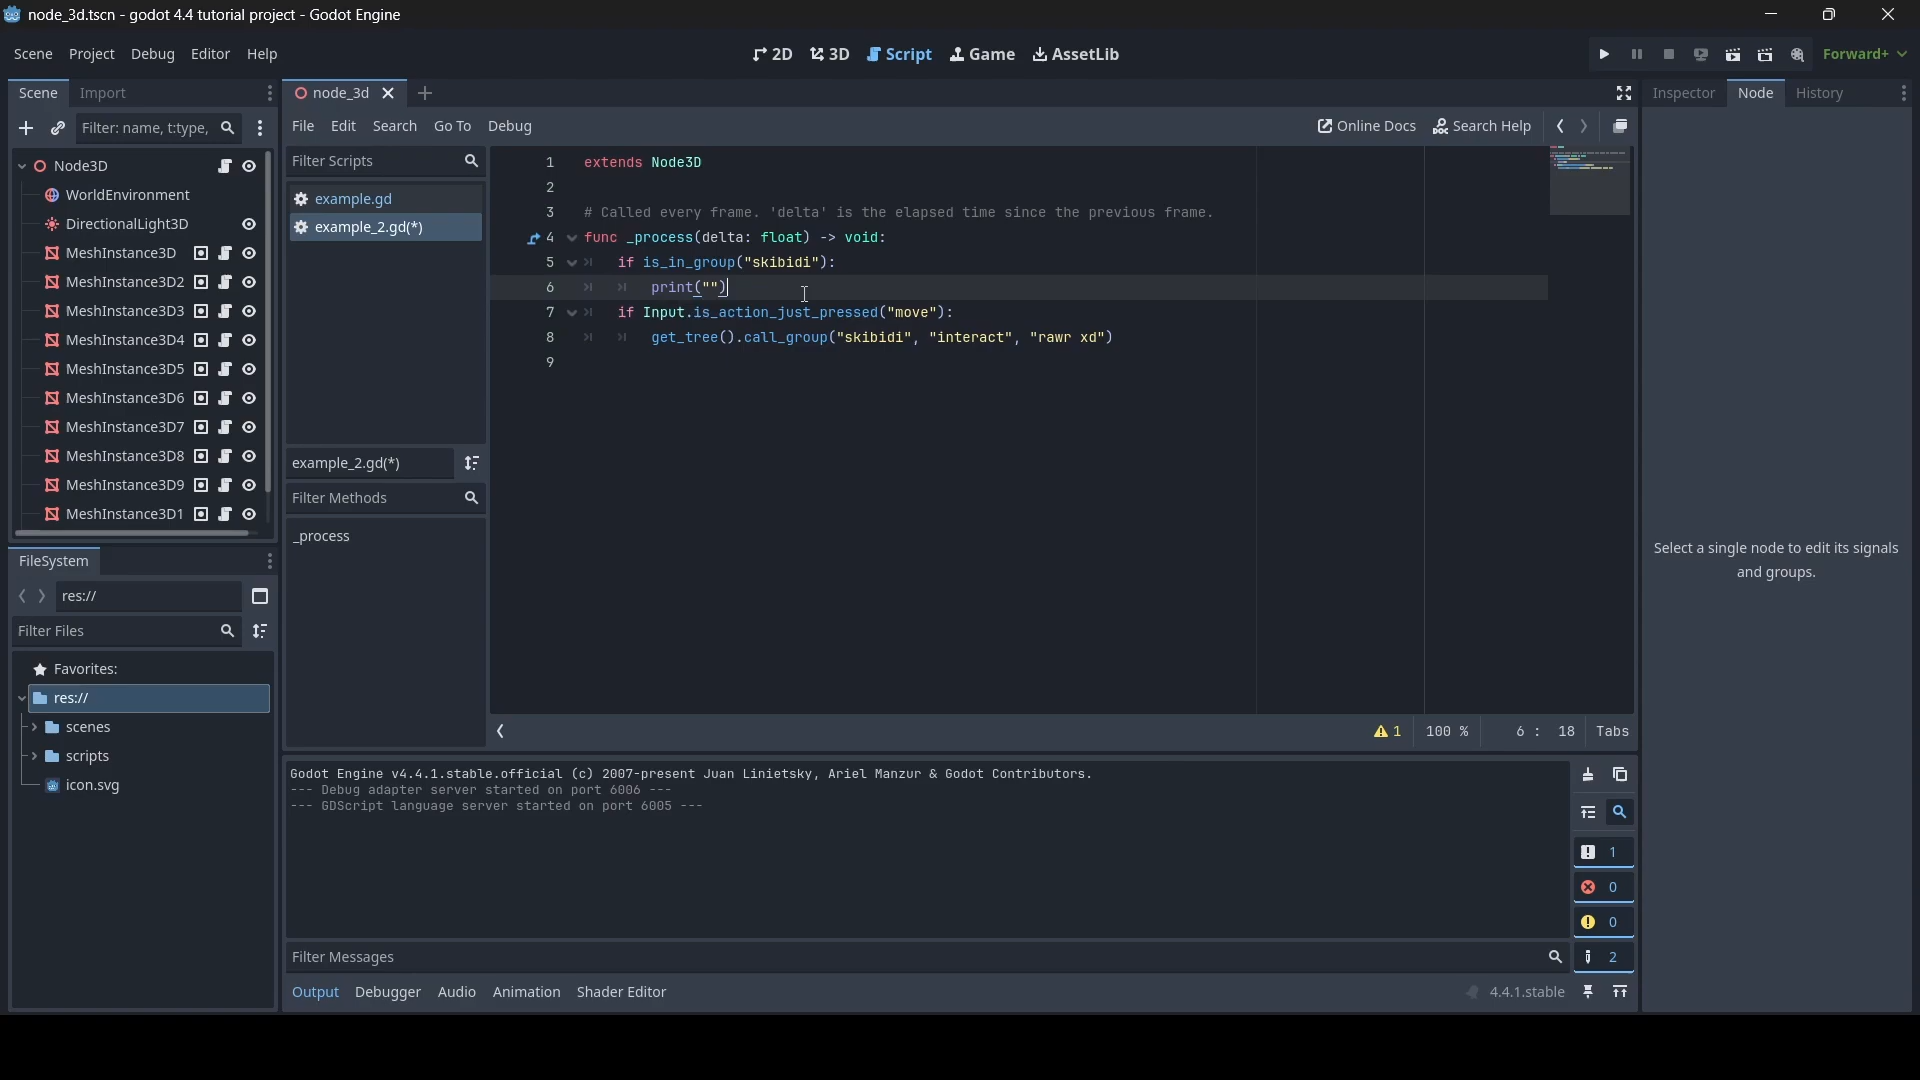 node_3d.tscn - godot 4.4 tutorial project - Godot Engine
Scene Project Debug Editor Help
2D 3D Script Game AssetLib
Forward+
Scene Import
Filter: name, t:type,
Node3D
WorldEnvironment
DirectionalLight3D
MeshInstance3D
MeshInstance3D2
MeshInstance3D3
MeshInstance3D4
MeshInstance3D5
MeshInstance3D6
MeshInstance3D7
MeshInstance3D8
MeshInstance3D9
MeshInstance3D1
FileSystem
res://
Filter Files
Favorites:
res://
scenes
scripts
icon.svg
node_3d
File Edit Search Go To Debug
Online Docs Search Help
Filter Scripts
example.gd
example_2.gd(*)
example_2.gd(*)
Filter Methods
_process
1 extends Node3D
2
3 # Called every frame. 'delta' is the elapsed time since the previous frame.
4 func _process(delta: float) -> void:
5 if is_in_group("skibidi"):
6 print("")
7 if Input.is_action_just_pressed("move"):
8 get_tree().call_group("skibidi", "interact", "rawr xd")
9
1 100 % 6 : 18 Tabs
Godot Engine v4.4.1.stable.official (c) 2007-present Juan Linietsky, Ariel Manzur & Godot Contributors.
--- Debug adapter server started on port 6006 ---
--- GDScript language server started on port 6005 ---
1
0
0
2
Filter Messages
Output Debugger Audio Animation Shader Editor
4.4.1.stable
Inspector Node History
Select a single node to edit its signals
and groups.